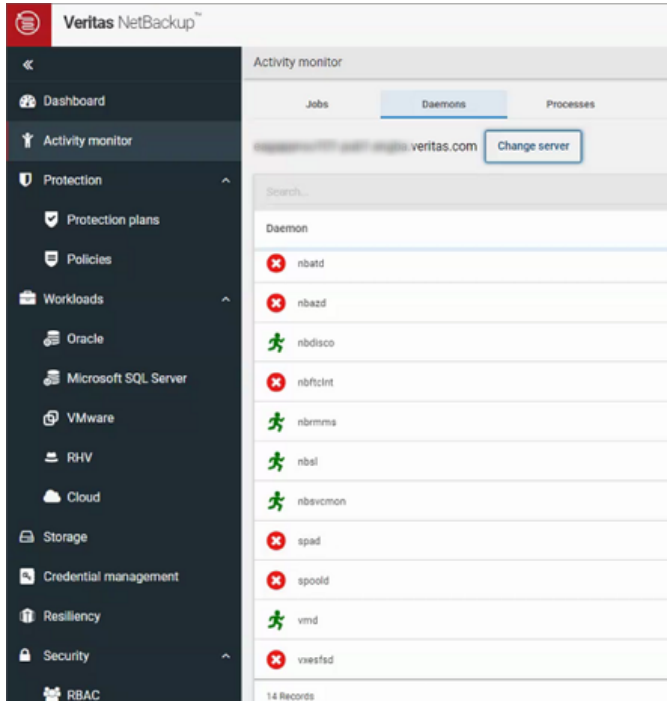 Veritas NetBackup™
Activity monitor
Dashboard
Jobs
Daemons
Processes
Activity monitor
veritas.com
Change server
Protection
Search...
Protection plans
Daemon
Policies
nbatd
Workloads
nbazd
Oracle
nbdisco
Microsoft SQL Server
nbftclnt
VMware
nbrmms
RHV
nbsl
Cloud
nbsvcmon
Storage
spad
Credential management
spoold
Resiliency
vmd
Security
vxesfsd
RBAC
14 Records